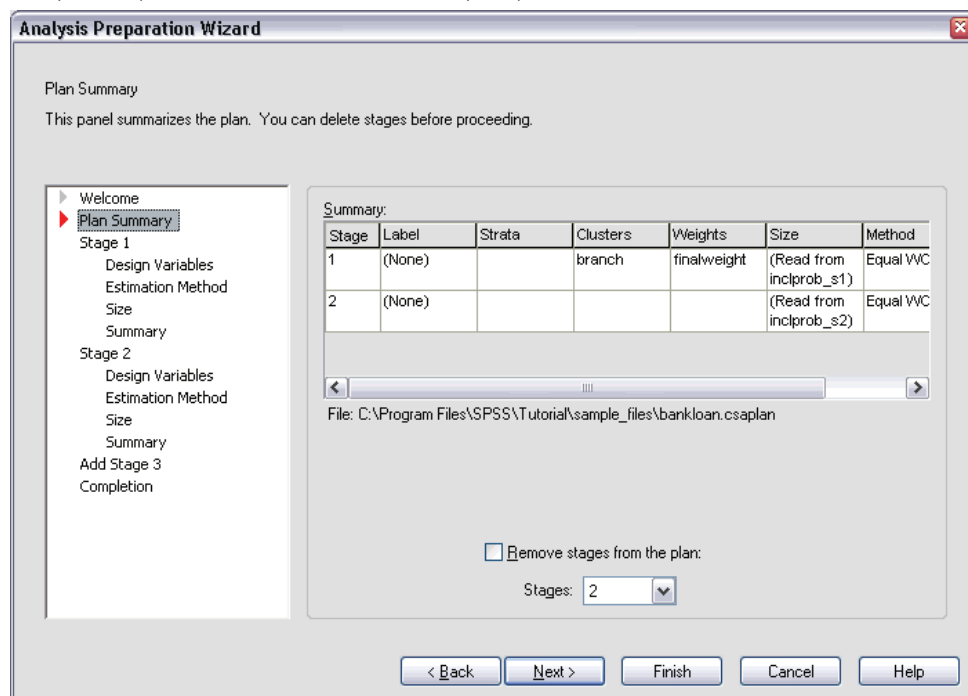 Analysis Preparation Wizard
Plan Summary
This panel summarizes the plan. You can delete stages before proceeding.
Welcome
Plan Summary
Stage 1
Design Variables
Estimation Method
Size
Summary
Stage 2
Design Variables
Estimation Method
Size
Summary
Add Stage 3
Completion
Summary:
Stage Label Strata Clusters Weights Size Method
1 (None) branch finalweight (Read from inclprob_s1) Equal WO
2 (None) (Read from inclprob_s2) Equal WO
File: C:\Program Files\SPSS\Tutorial\sample_files\bankloan.csaplan
Remove stages from the plan:
Stages: 2
< Back Next > Finish Cancel Help